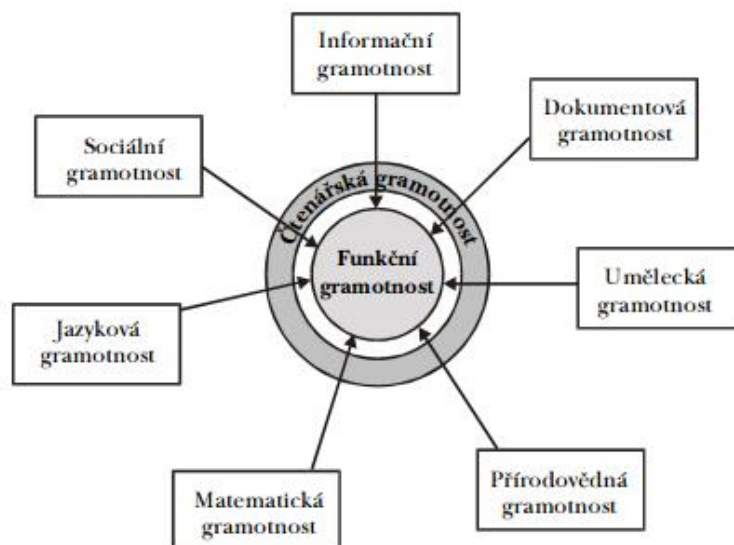 Informační
gramotnost
Dokumentová
gramotnost
Sociální
gramotnost
Čtenářská gramotnost
Funkční
gramotnost
Umělecká
gramotnost
Jazyková
gramotnost
Přírodovědná
gramotnost
Matematická
gramotnost